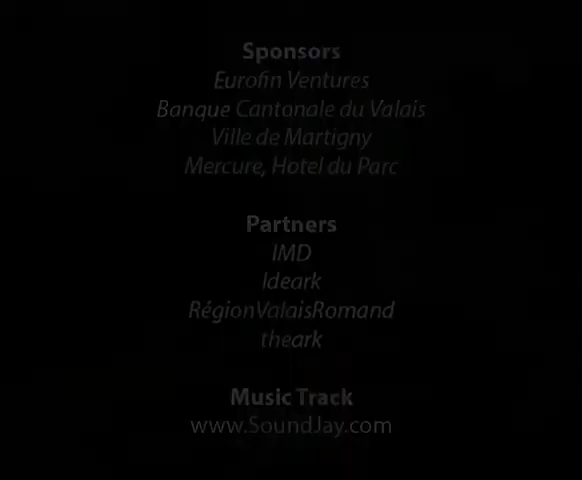 Sponsors
Eurofin Ventures
Banque Cantonale du Valais
Ville de Martigny
Mercure, Hotel du Parc
Partners
IMD
Ideark
RégionValaisRomand
theark
Music Track
www.SoundJay.com